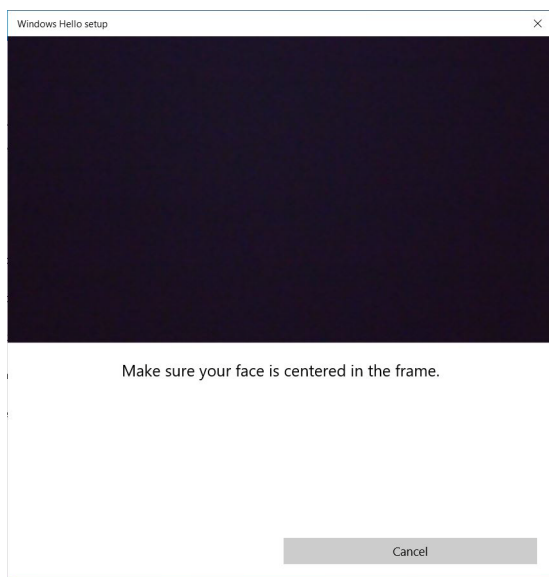 Windows Hello setup
Make sure your face is centered in the frame.
Cancel